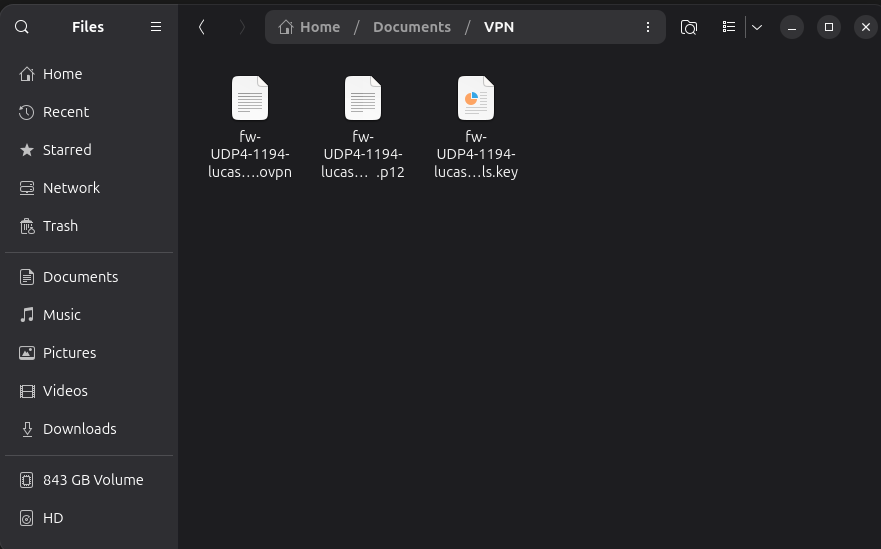 Files
Home / Documents / VPN
Home
Recent
Starred
Network
Trash
Documents
Music
Pictures
Videos
Downloads
843 GB Volume
HD
fw-
UDP4-1194-
lucas….ovpn
fw-
UDP4-1194-
lucas… .p12
fw-
UDP4-1194-
lucas…ls.key